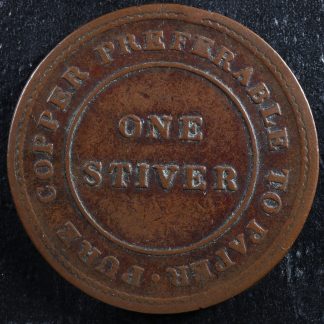 PURE COPPER PREFERABLE TO PAPER ·
ONE
STIVER